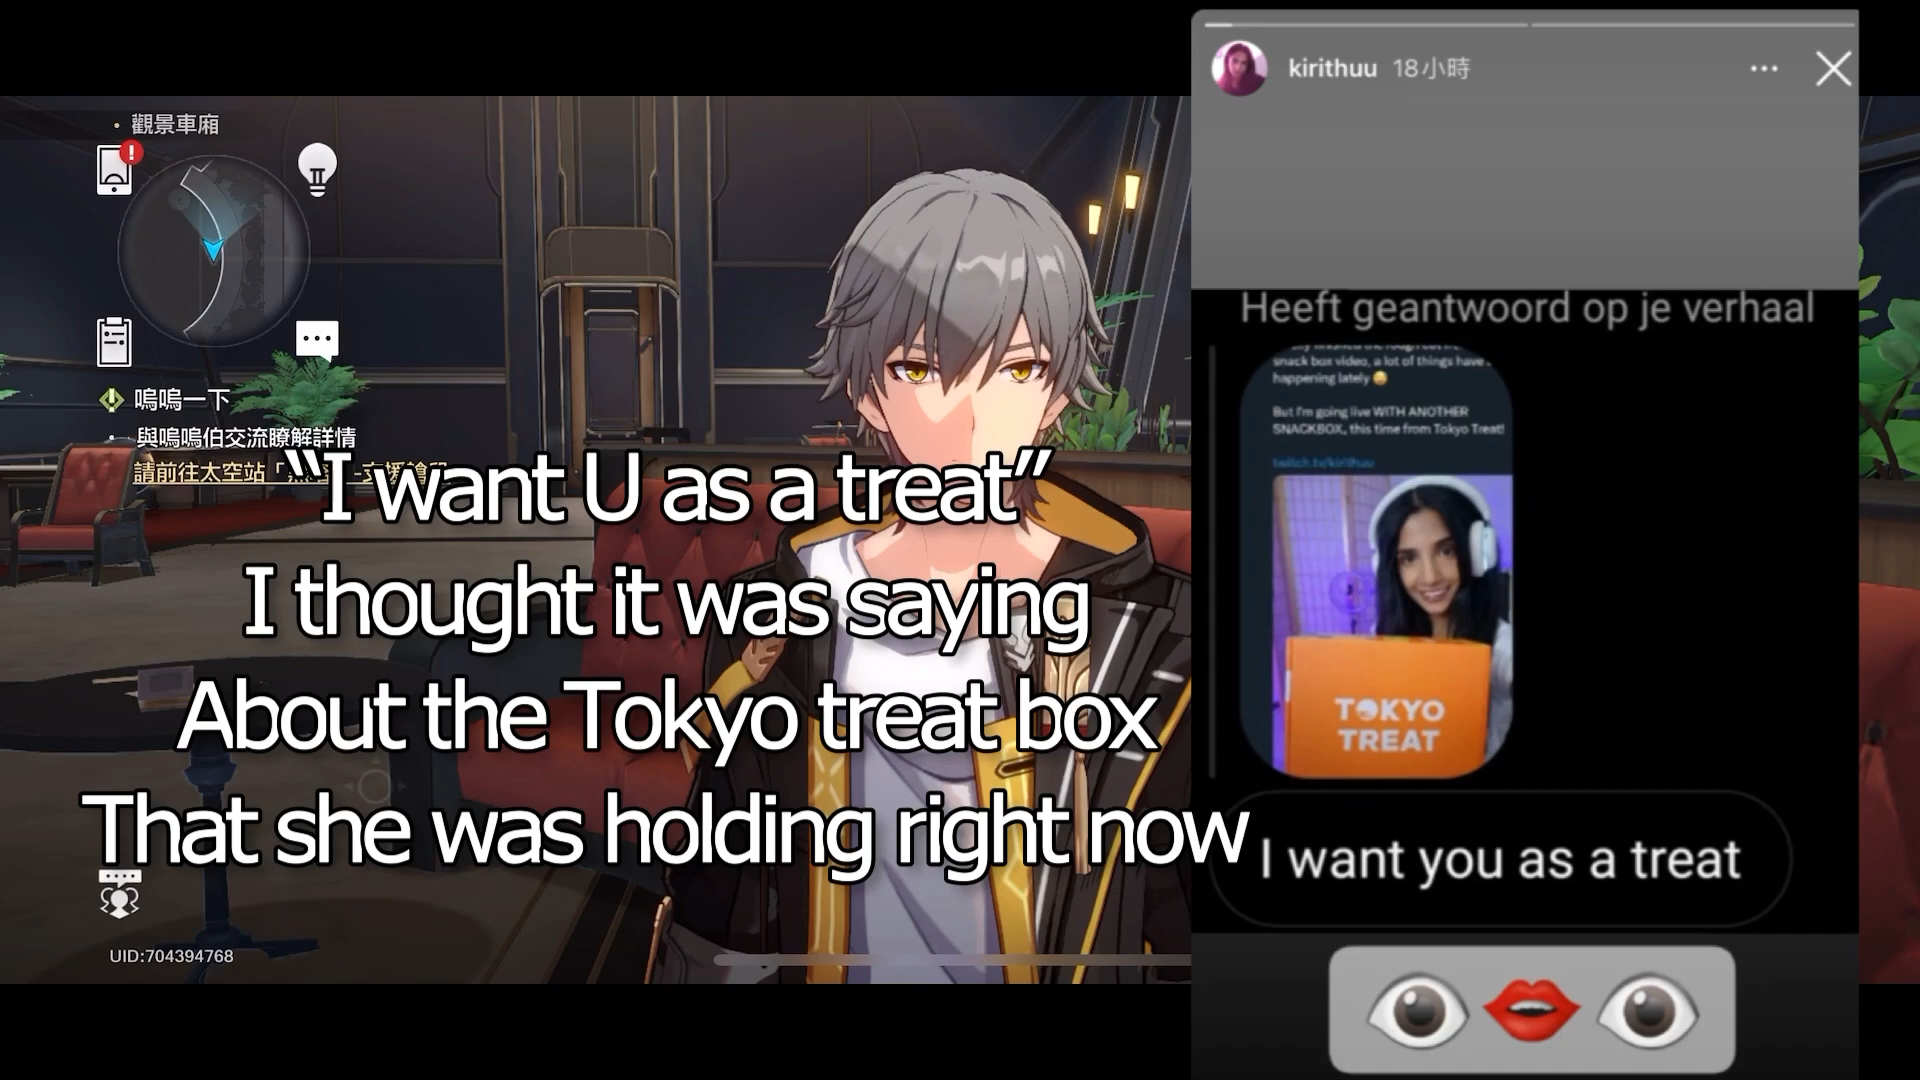 觀景車廂
嗚嗚一下
與嗚嗚伯交流瞭解詳情
請前往太空站「
“I want U as a treat”
I thought it was saying
About the Tokyo treat box
That she was holding right now
UID:704394768
kirithuu 18小時
Heeft geantwoord op je verhaal
snack box video, a lot of things have
happening lately
But I'm going live WITH ANOTHER
SNACKBOX, this time from Tokyo Treat!
twitch.tv/kirithuu
TOKYO
TREAT
I want you as a treat